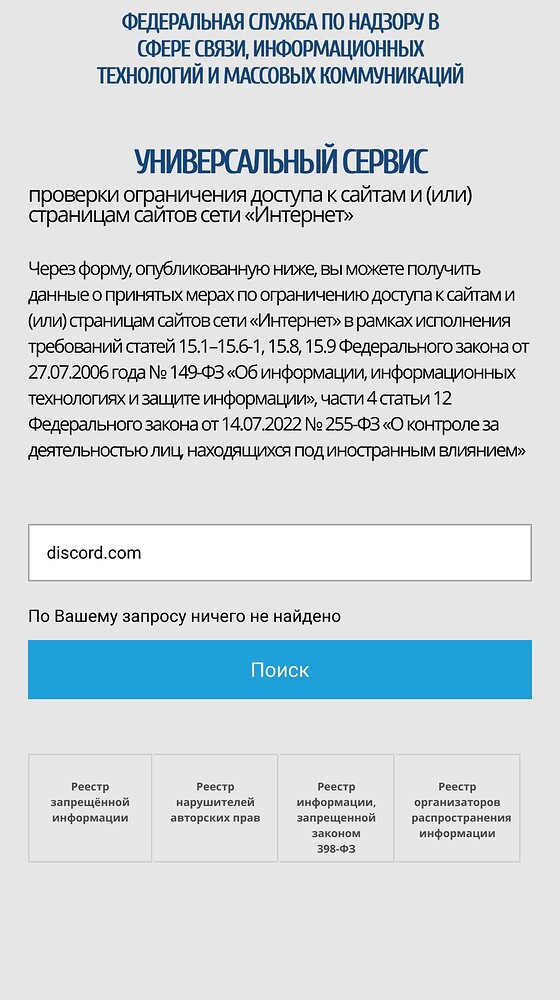 ФЕДЕРАЛЬНАЯ СЛУЖБА ПО НАДЗОРУ В
СФЕРЕ СВЯЗИ, ИНФОРМАЦИОННЫХ
ТЕХНОЛОГИЙ И МАССОВЫХ КОММУНИКАЦИЙ
УНИВЕРСАЛЬНЫЙ СЕРВИС
проверки ограничения доступа к сайтам и (или)
страницам сайтов сети «Интернет»
Через форму, опубликованную ниже, вы можете получить
данные о принятых мерах по ограничению доступа к сайтам и
(или) страницам сайтов сети «Интернет» в рамках исполнения
требований статей 15.1–15.6-1, 15.8, 15.9 Федерального закона от
27.07.2006 года № 149-ФЗ «Об информации, информационных
технологиях и защите информации», части 4 статьи 12
Федерального закона от 14.07.2022 № 255-ФЗ «О контроле за
деятельностью лиц, находящихся под иностранным влиянием»
discord.com
По Вашему запросу ничего не найдено
Поиск
Реестр
запрещённой
информации
Реестр
нарушителей
авторских прав
Реестр
информации,
запрещенной
законом
398-ФЗ
Реестр
организаторов
распространения
информации